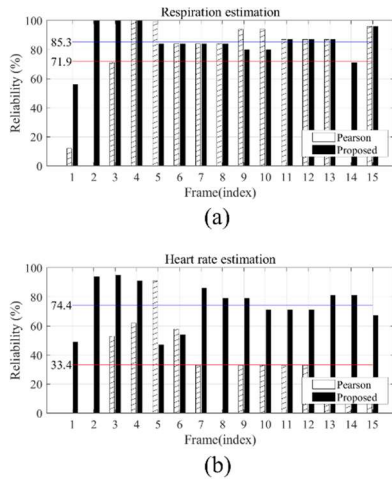 Respiration estimation
100
85.3
80
71.9
60
40
20
0
Reliability (%)
Pearson
Proposed
1 2 3 4 5 6 7 8 9 10 11 12 13 14 15
Frame(index)
(a)
Heart rate estimation
100
80
74.4
60
40
33.4
20
0
Reliability (%)
Pearson
Proposed
1 2 3 4 5 6 7 8 9 10 11 12 13 14 15
Frame(index)
(b)